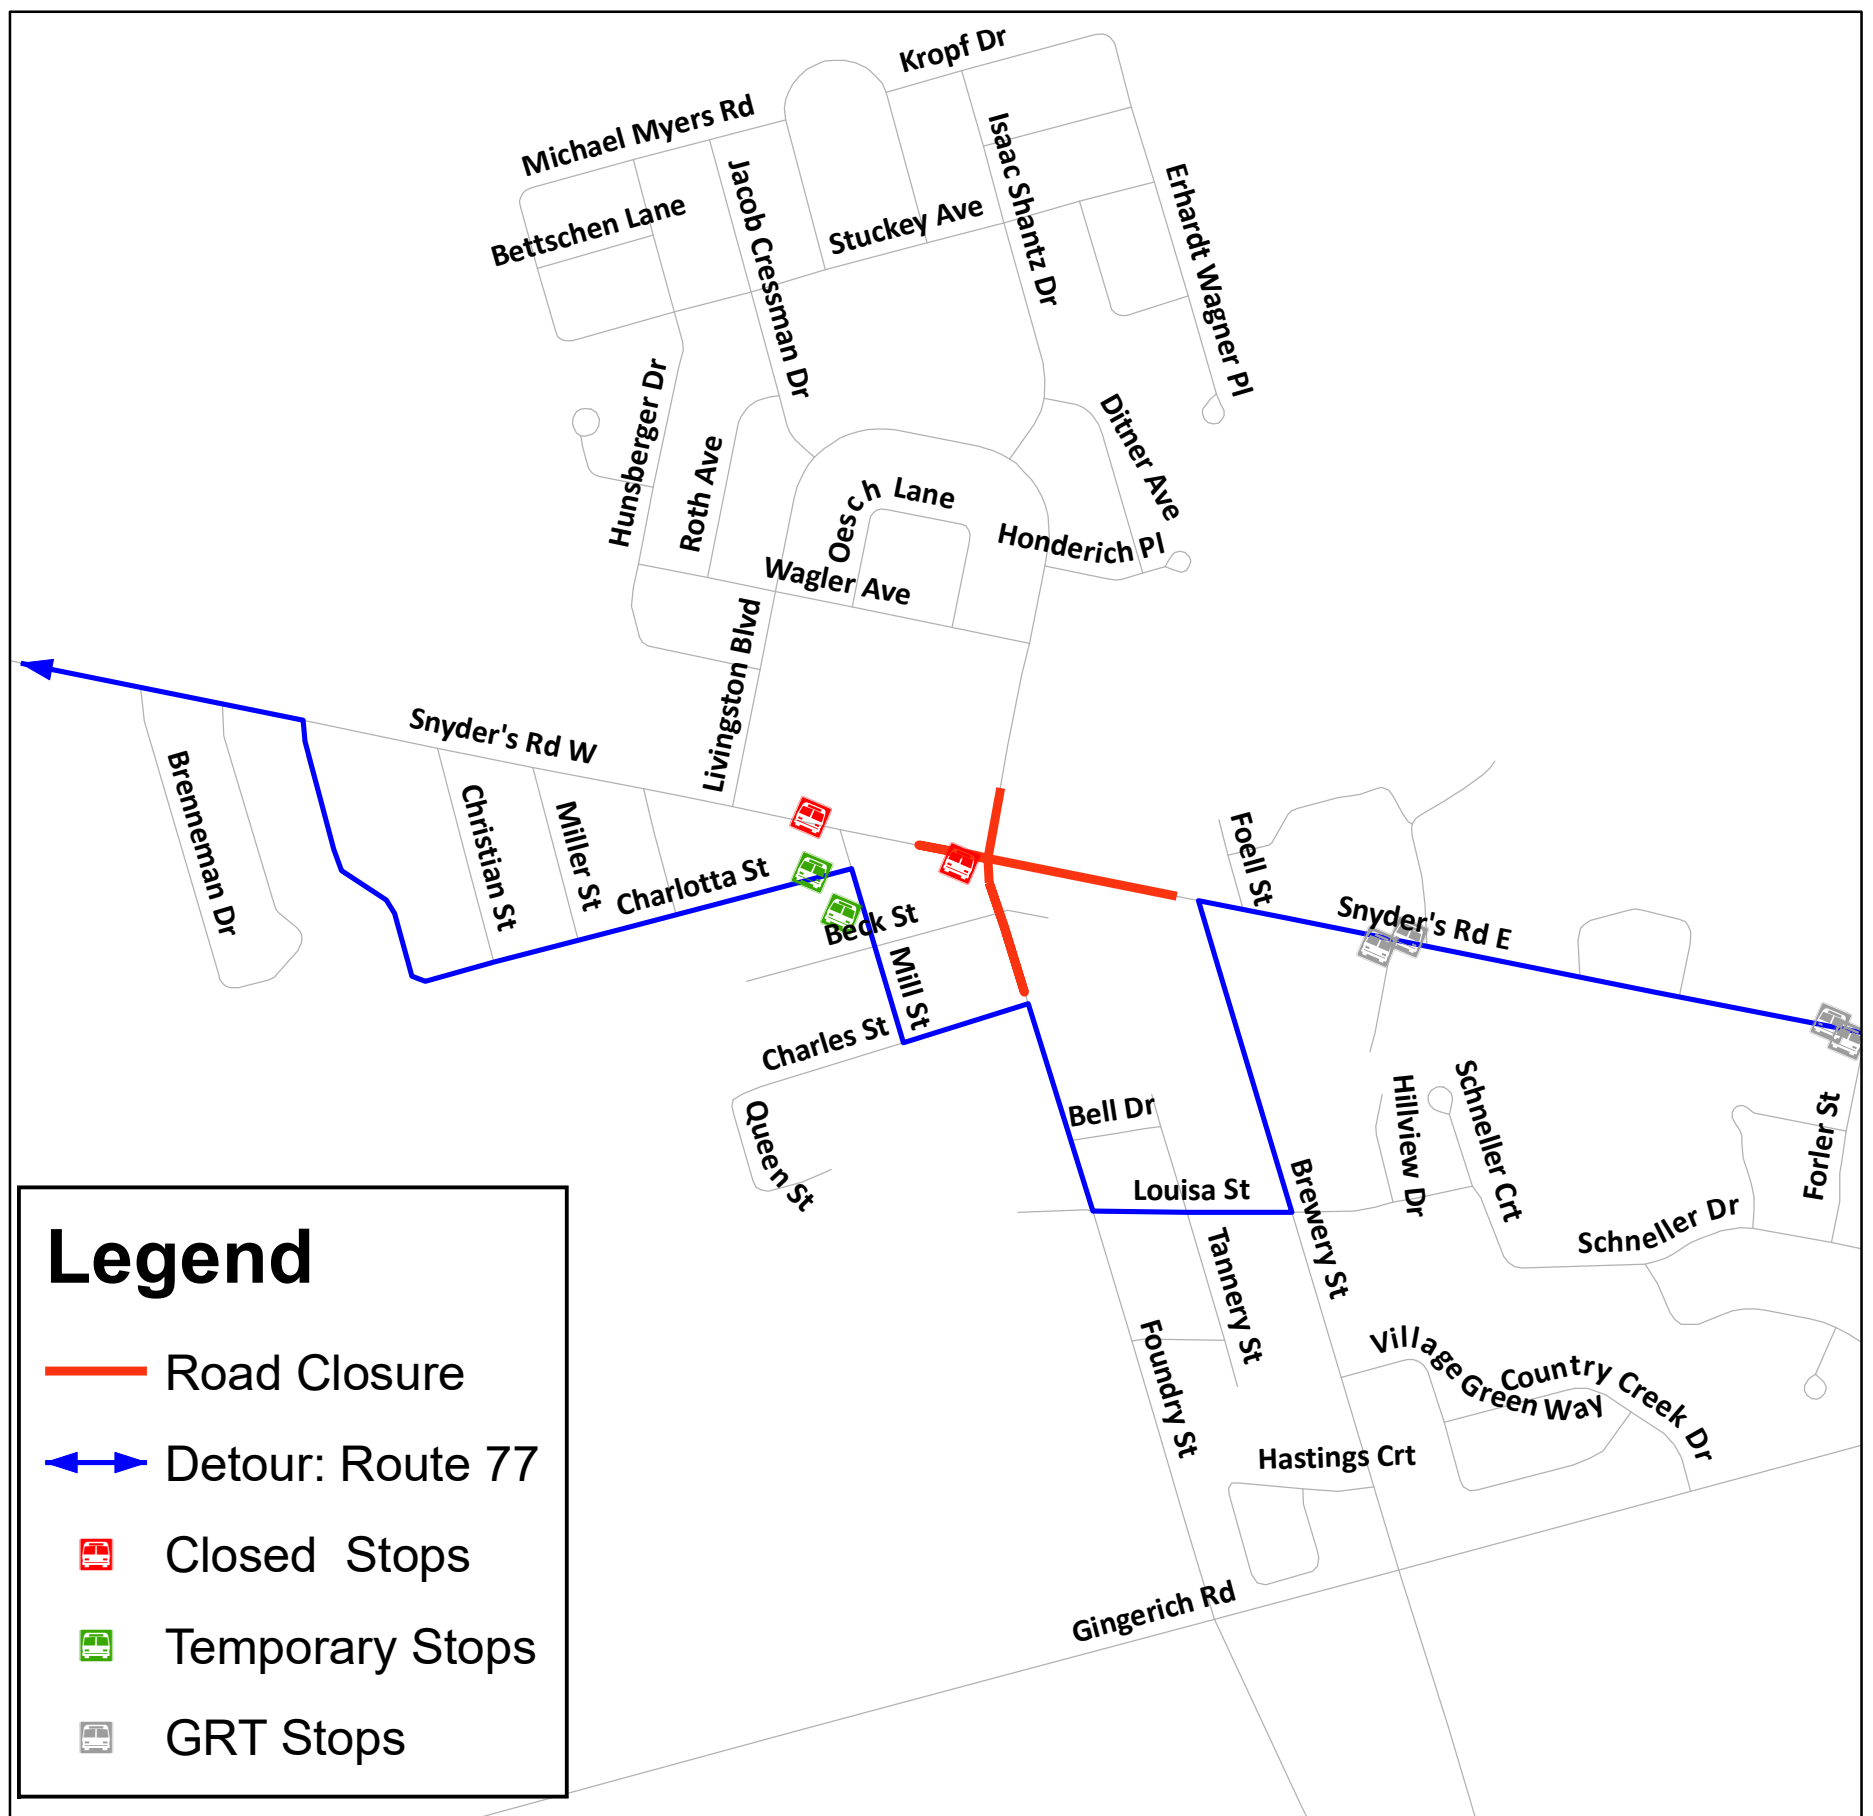 Kropf Dr
Michael Myers Rd
Isaac Shantz Dr
Jacob Cressman Dr
Erhardt Wagner Pl
Bettschen Lane
Stuckey Ave
Hunsberger Dr
Ditner Ave
Roth Ave
Oesch Lane
Honderich Pl
Wagler Ave
Livingston Blvd
Snyder's Rd W
Brenneman Dr
Christian St
Miller St
Charlotta St
Foell St
Snyder's Rd E
Beck St
Mill St
Charles St
Queen St
Bell Dr
Hillview Dr
Schneller Crt
Forler St
Louisa St
Brewery St
Schneller Dr
Tannery St
Foundry St
Village Green Way
Country Creek Dr
Hastings Crt
Gingerich Rd
Legend
Road Closure
Detour: Route 77
Closed  Stops
Temporary Stops
GRT Stops